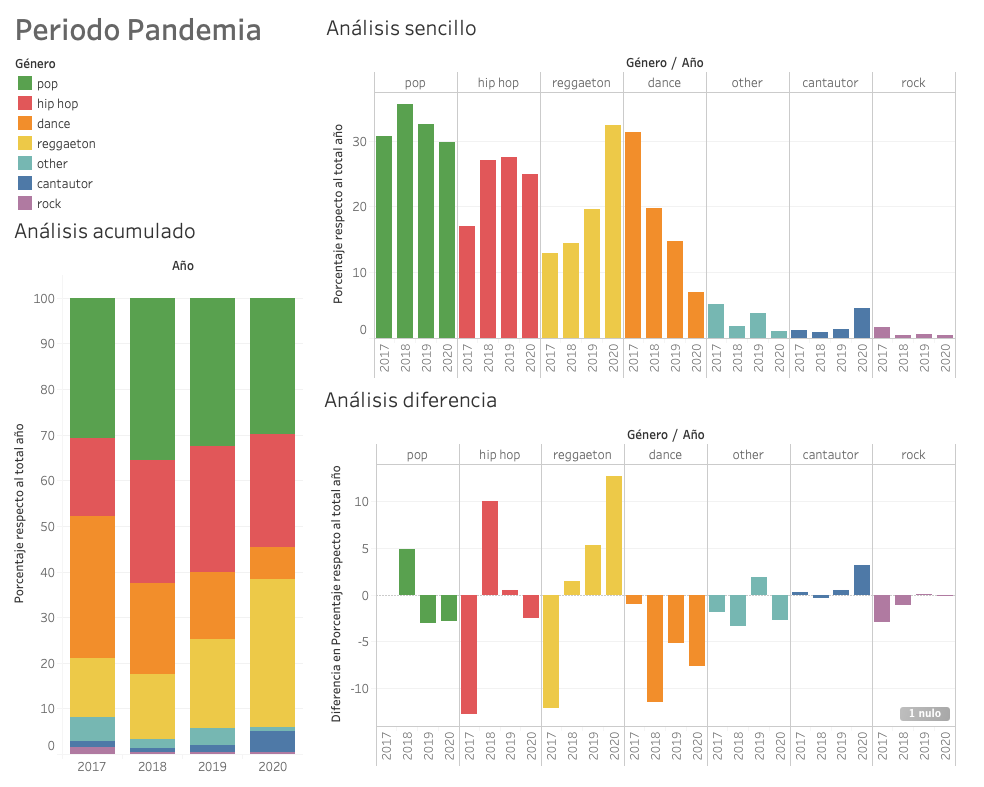 Periodo Pandemia
Género
pop
hip hop
dance
reggaeton
other
cantautor
rock
Análisis acumulado
Año
Porcentaje respecto al total año
100
90
80
70
60
50
40
30
20
10
0
2017 2018 2019 2020
Análisis sencillo
Género / Año
pop hip hop reggaeton dance other cantautor rock
Porcentaje respecto al total año
30
20
10
0
2017 2018 2019 2020 2017 2018 2019 2020 2017 2018 2019 2020 2017 2018 2019 2020 2017 2018 2019 2020 2017 2018 2019 2020 2017 2018 2019 2020
Análisis diferencia
Género / Año
pop hip hop reggaeton dance other cantautor rock
Diferencia en Porcentaje respecto al total año
10
5
0
-5
-10
1 nulo
2017 2018 2019 2020 2017 2018 2019 2020 2017 2018 2019 2020 2017 2018 2019 2020 2017 2018 2019 2020 2017 2018 2019 2020 2017 2018 2019 2020